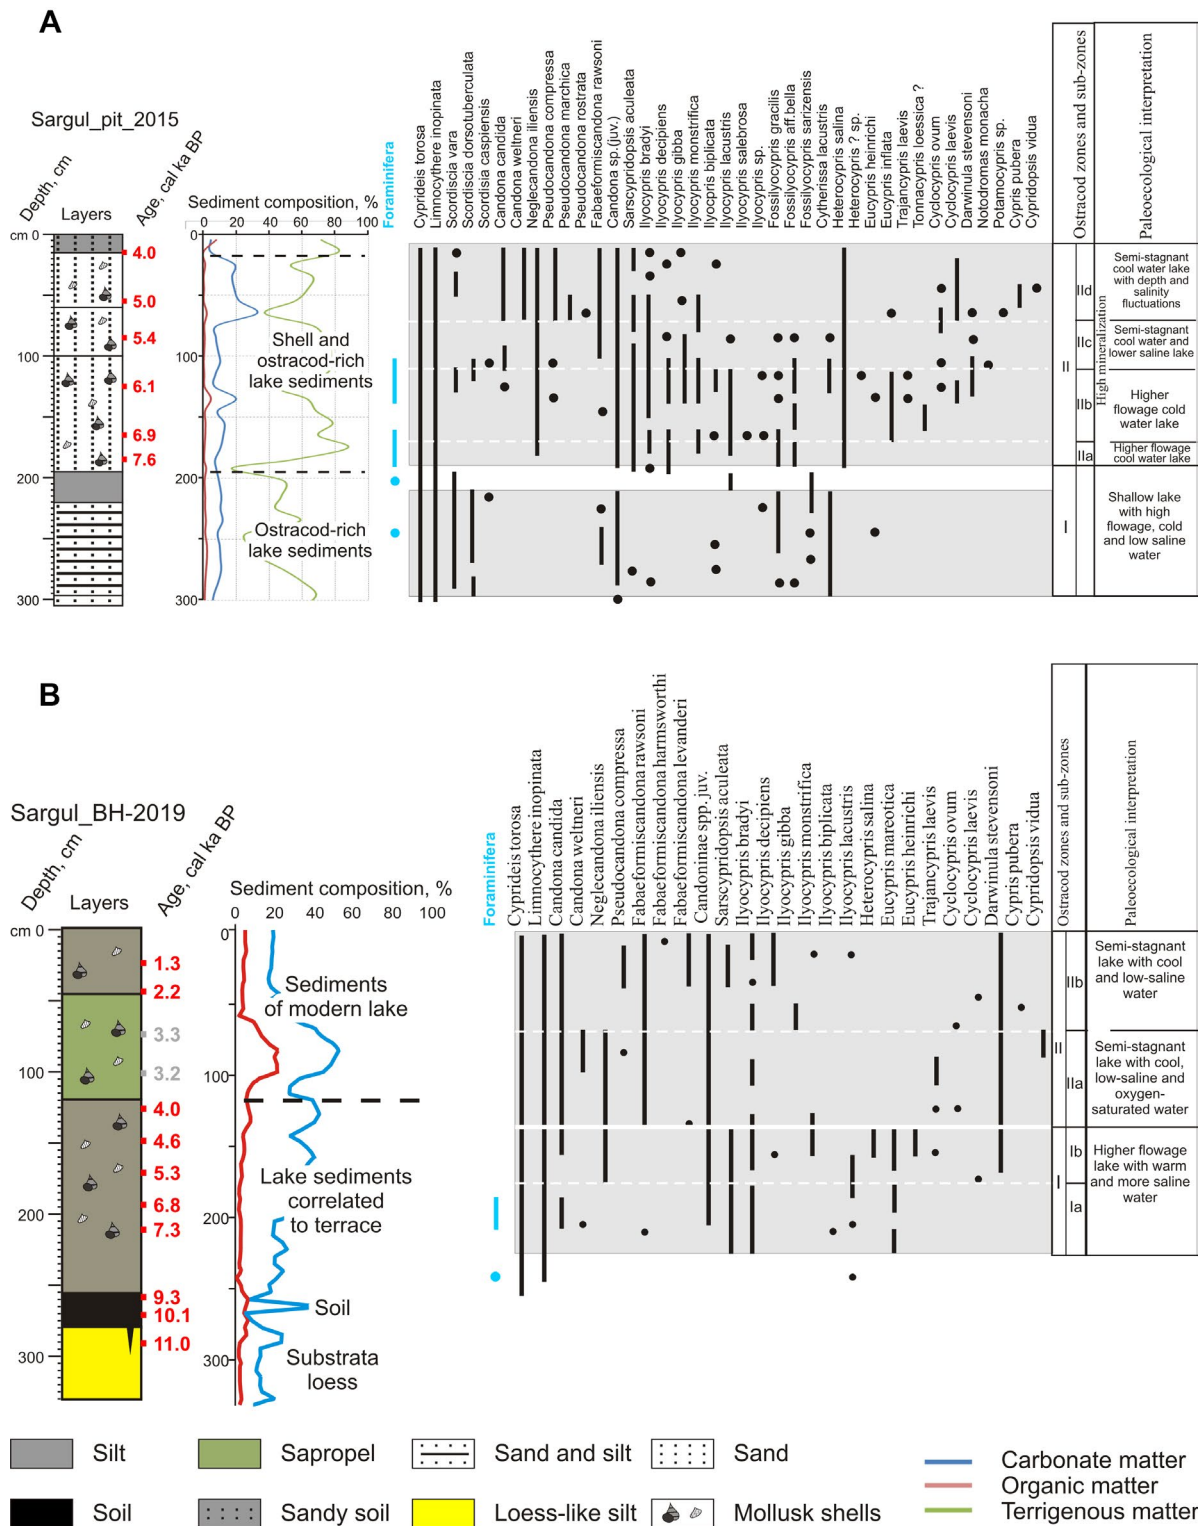 A
Sargul_pit_2015
Depth, cm
Layers
Age, cal ka BP
Sediment composition, %
0 20 40 60 80 100
Foraminifera
Cyprideis torosa
Limnocythere inopinata
Scordiscia vara
Scordiscia dorsotuberculata
Scordisia caspiensis
Candona candida
Candona weltneri
Neglecandona iliensis
Pseudocandona compressa
Pseudocandona marchica
Pseudocandona rostrata
Fabaeformiscandona rawsoni
Candona sp.(juv.)
Sarscypridopsis aculeata
Ilyocypris bradyi
Ilyocypris decipiens
Ilyocypris gibba
Ilyocypris monstrifica
Ilyocpris biplicata
Ilyocypris lacustris
Ilyocypris salebrosa
Ilyocypris sp.
Fossilyocypris gracilis
Fossilyocypris aff.bella
Fossilyocypris sarizensis
Cytherissa lacustris
Heterocypris salina
Heterocypris ? sp.
Eucypris heinrichi
Eucypris inflata
Trajancypris laevis
Tonnacypris loessica ?
Cyclocypris ovum
Cyclocypris laevis
Darwinula stevensoni
Notodromas monacha
Potamocypris sp.
Cypris pubera
Cypridopsis vidua
Ostracod zones and sub-zones
Paleoecological interpretation
cm 0
100
200
300
4.0
5.0
5.4
6.1
6.9
7.6
0
100
200
300
Shell and
ostracod-rich
lake sediments
Ostracod-rich
lake sediments
IId
IIc
II
IIb
IIa
I
High mineralization
Semi-stagnant
cool water lake
with depth and
salinity
fluctuations
Semi-stagnant
cool water and
lower saline lake
Higher
flowage cold
water lake
Higher flowage
cool water lake
Shallow lake
with high
flowage, cold
and low saline
water
B
Sargul_BH-2019
Depth, cm
Layers
Age, cal ka BP
Sediment composition, %
0 20 40 60 80 100
Foraminifera
Cyprideis torosa
Limnocythere inopinata
Candona candida
Candona weltneri
Neglecandona iliensis
Pseudocandona compressa
Fabaeformiscandona rawsoni
Fabaeformiscandona harmsworthi
Fabaeformiscandona levanderi
Candoninae spp. juv.
Sarscypridopsis aculeata
Ilyocypris bradyi
Ilyocypris decipiens
Ilyocypris gibba
Ilyocypris monstrifica
Ilyocypris biplicata
Ilyocypris lacustris
Heterocypris salina
Eucypris mareotica
Eucypris heinrichi
Trajancypris laevis
Cyclocypris ovum
Cyclocypris laevis
Darvinula stevensoni
Cypris pubera
Cypridopsis vidua
Ostracod zones and sub-zones
Paleoecological interpretation
cm 0
100
200
300
1.3
2.2
3.3
3.2
4.0
4.6
5.3
6.8
7.3
9.3
10.1
11.0
0
100
200
300
Sediments
of modern lake
Lake sediments
correlated
to terrace
Soil
Substrata
loess
IIb
II
IIa
Ib
I
Ia
Semi-stagnant
lake with cool
and low-saline
water
Semi-stagnant
lake with cool,
low-saline and
oxygen-
saturated water
Higher flowage
lake with warm
and more saline
water
Silt
Sapropel
Sand and silt
Sand
Carbonate matter
Organic matter
Terrigenous matter
Soil
Sandy soil
Loess-like silt
Mollusk shells